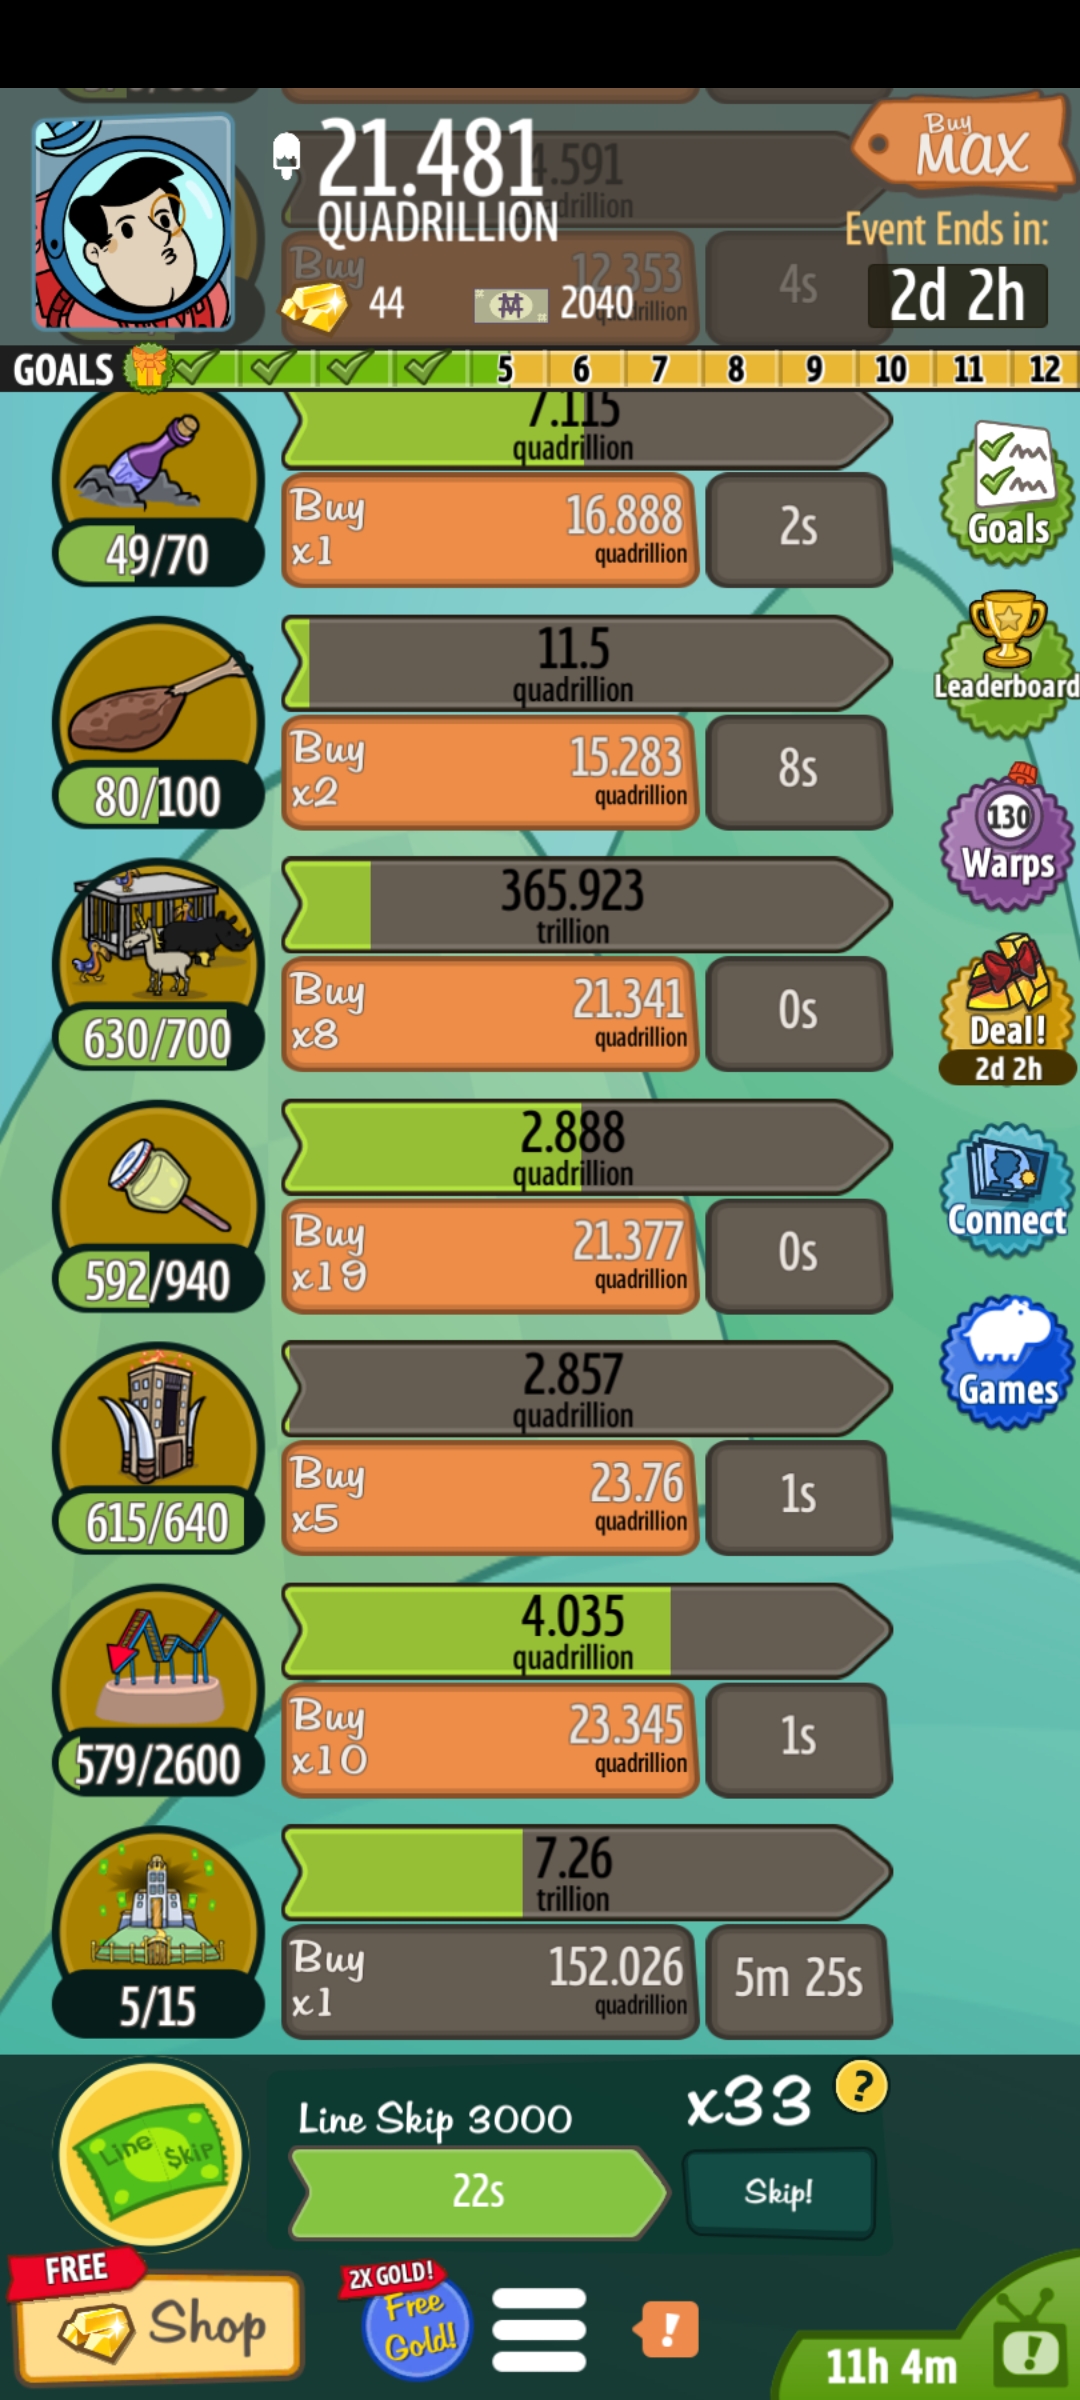 21.481
QUADRILLION
Buy
MAX
Event Ends in:
2d 2h
44
2040
Buy
12.353
4s
GOALS
5
6
7
8
9
10
11
12
7.115
quadrillion
49/70
Buy
x1
16.888
quadrillion
2s
Goals
11.5
quadrillion
80/100
Buy
x2
15.283
quadrillion
8s
Leaderboard
365.923
trillion
630/700
Buy
x8
21.341
quadrillion
0s
130
Warps
Deal!
2d 2h
2.888
quadrillion
592/940
Buy
x19
21.377
quadrillion
0s
Connect
2.857
quadrillion
615/640
Buy
x5
23.76
quadrillion
1s
Games
4.035
quadrillion
579/2600
Buy
x10
23.345
quadrillion
1s
7.26
trillion
5/15
Buy
x1
152.026
quadrillion
5m 25s
Line $kip
Line Skip 3000
x33
?
22s
Skip!
FREE
Shop
2X GOLD!
Free
Gold!
!
11h 4m
!